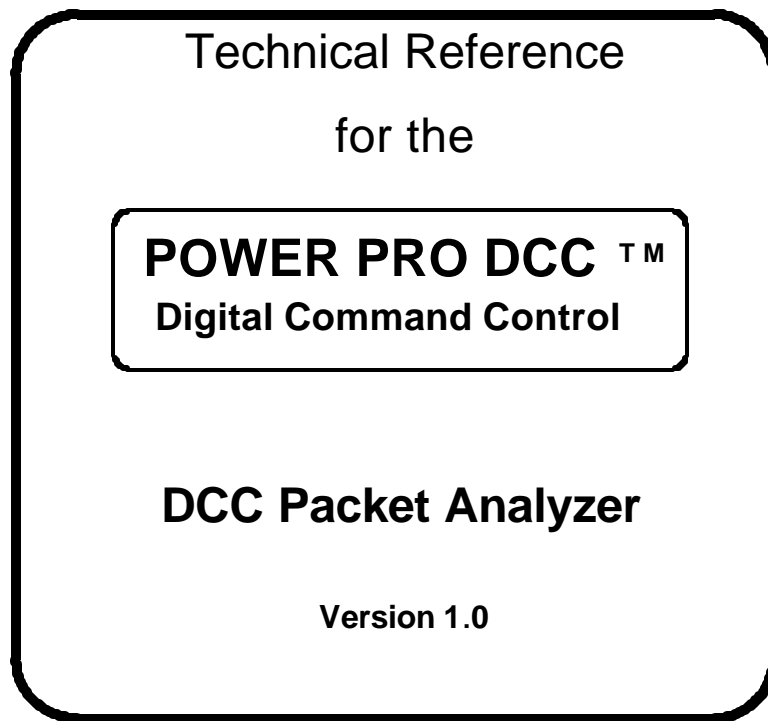 Technical Reference
for the
POWER PRO DCC TM
Digital Command Control
DCC Packet Analyzer
Version 1.0